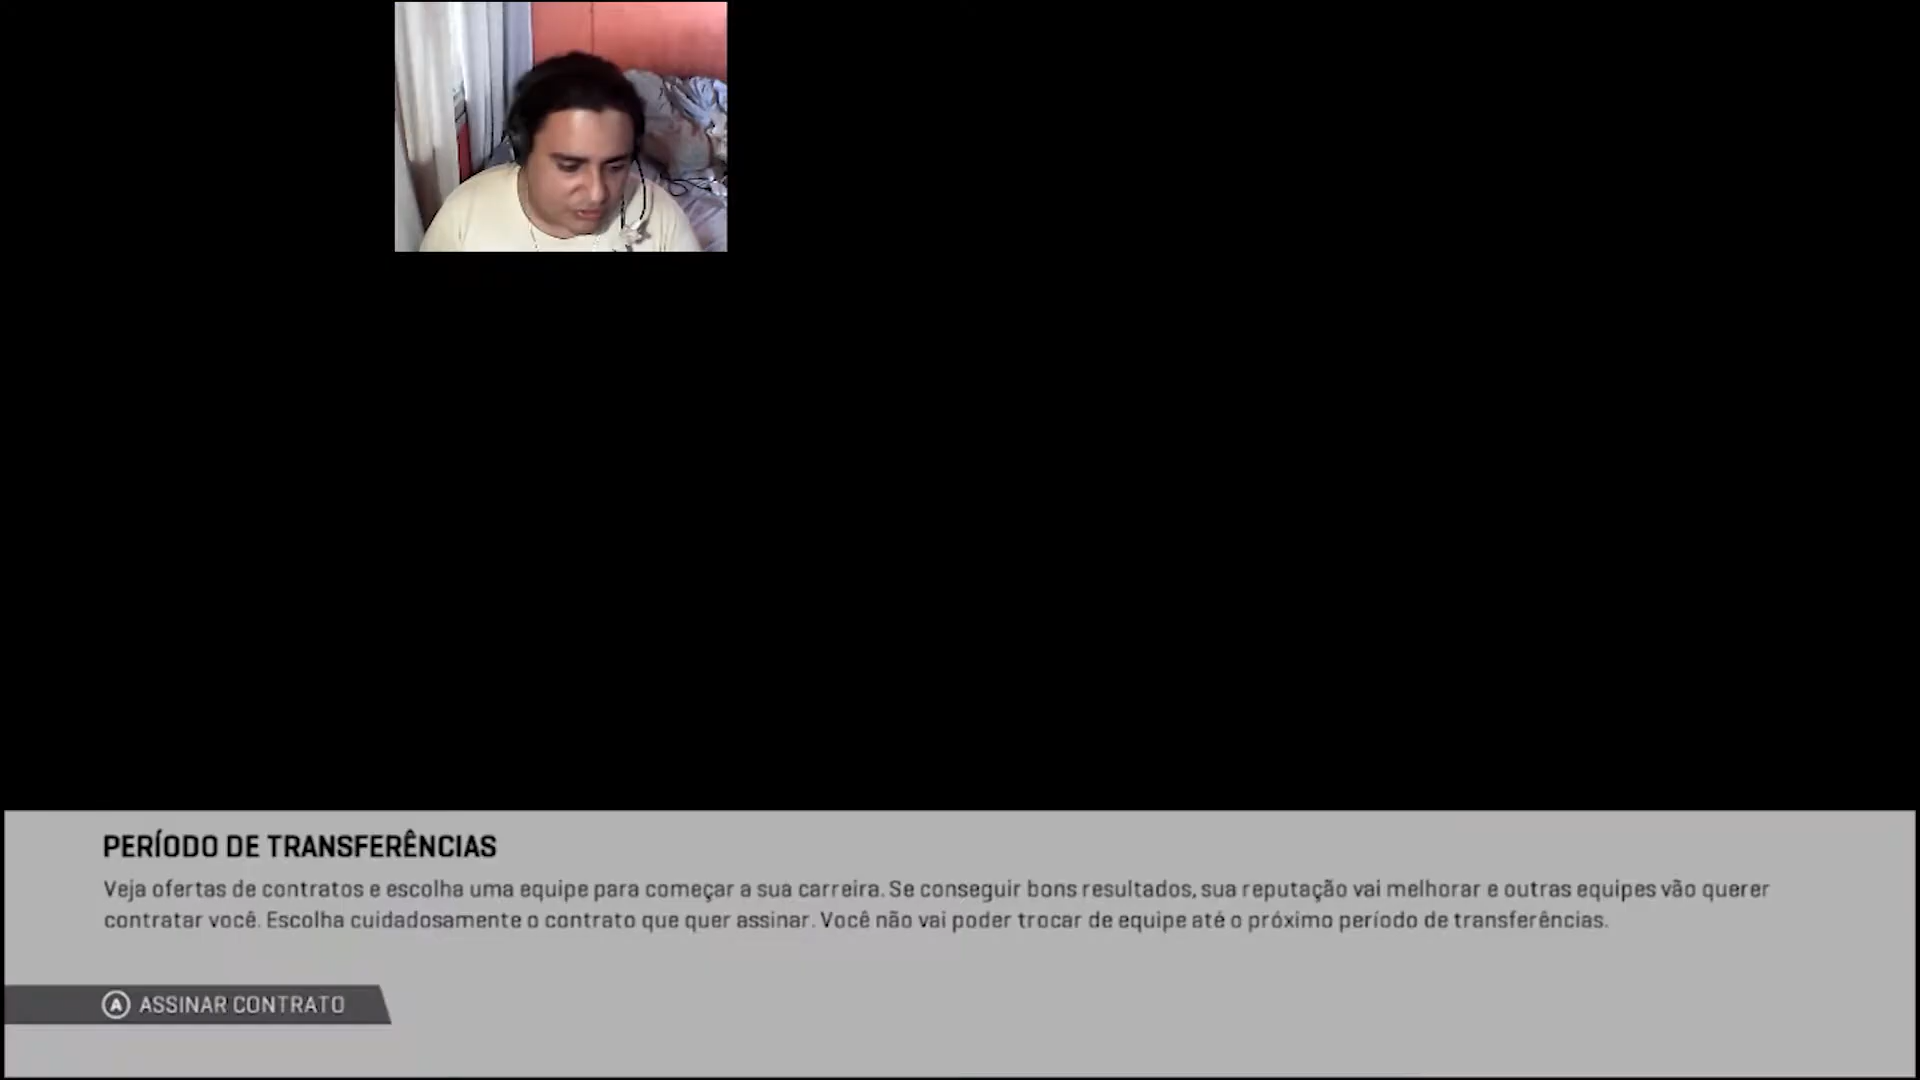 PERÍODO DE TRANSFERÊNCIAS
Veja ofertas de contratos e escolha uma equipe para começar a sua carreira. Se conseguir bons resultados, sua reputação vai melhorar e outras equipes vão querer
contratar você. Escolha cuidadosamente o contrato que quer assinar. Você não vai poder trocar de equipe até o próximo período de transferências.
A ASSINAR CONTRATO